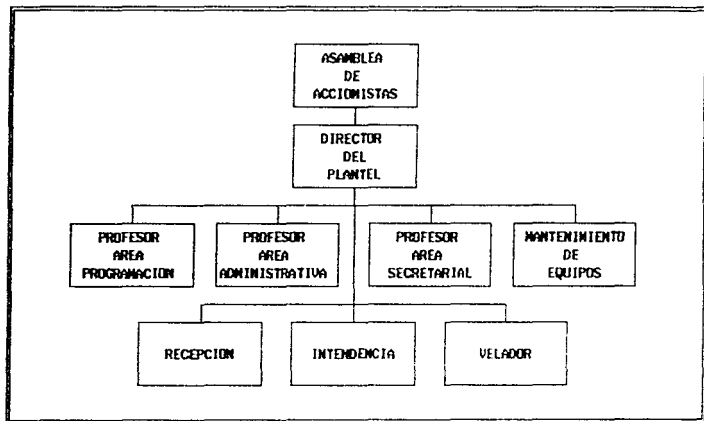 ASAMBLEA
DE
ACCIONISTAS
DIRECTOR
DEL
PLANTEL
PROFESOR
AREA
PROGRAMACION
PROFESOR
AREA
ADMINISTRATIVA
PROFESOR
AREA
SECRETARIAL
MANTENIMIENTO
DE
EQUIPOS
RECEPCION
INTENDENCIA
VELADOR